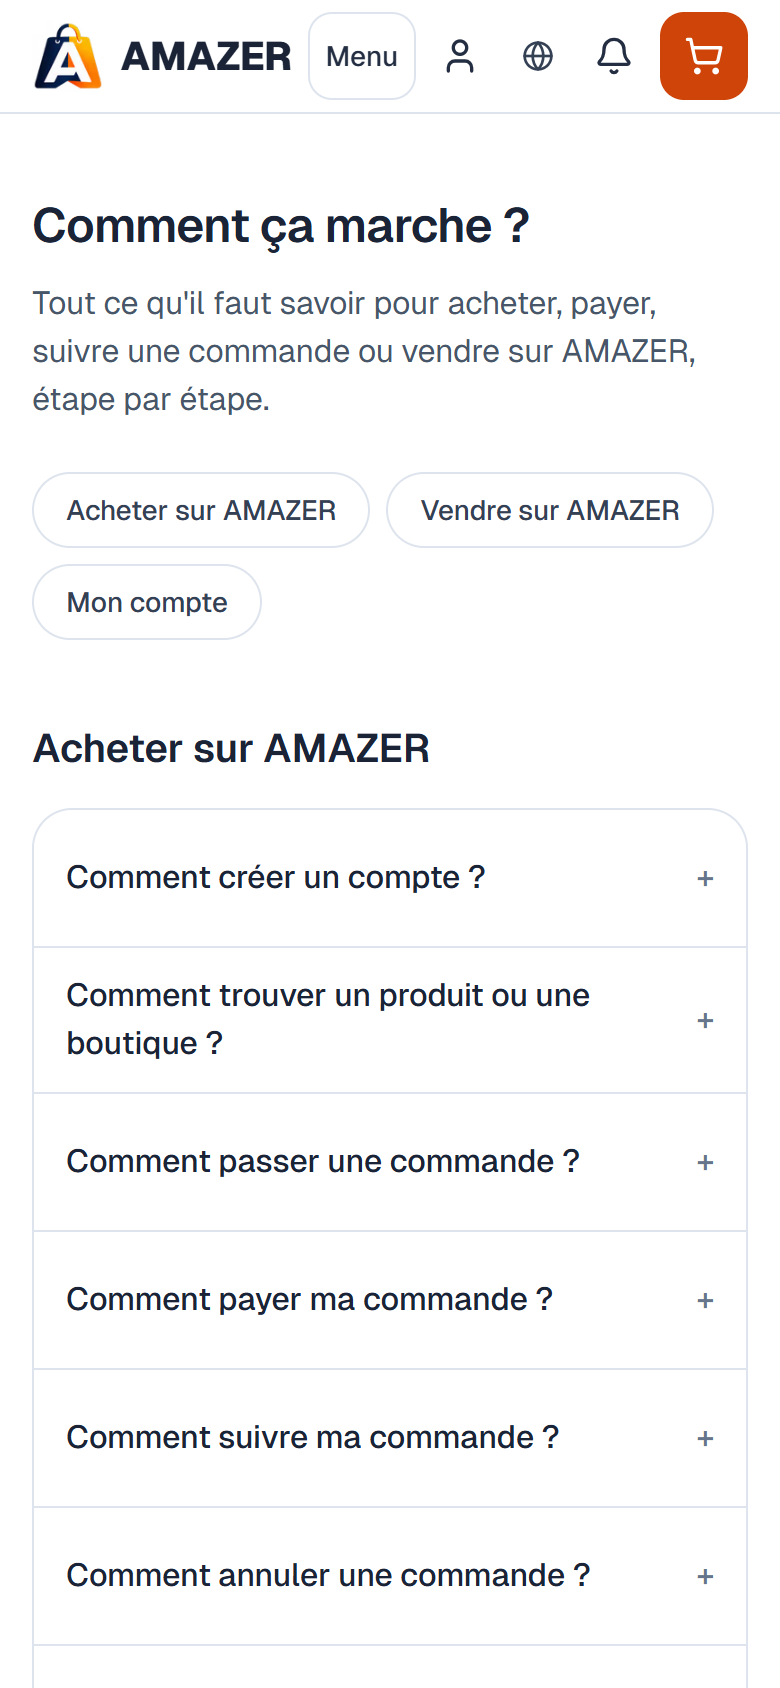 AMAZER Menu
Comment ça marche ?
Tout ce qu'il faut savoir pour acheter, payer,
suivre une commande ou vendre sur AMAZER,
étape par étape.
Acheter sur AMAZER
Vendre sur AMAZER
Mon compte
Acheter sur AMAZER
Comment créer un compte ? +
Comment trouver un produit ou une
boutique ? +
Comment passer une commande ? +
Comment payer ma commande ? +
Comment suivre ma commande ? +
Comment annuler une commande ? +